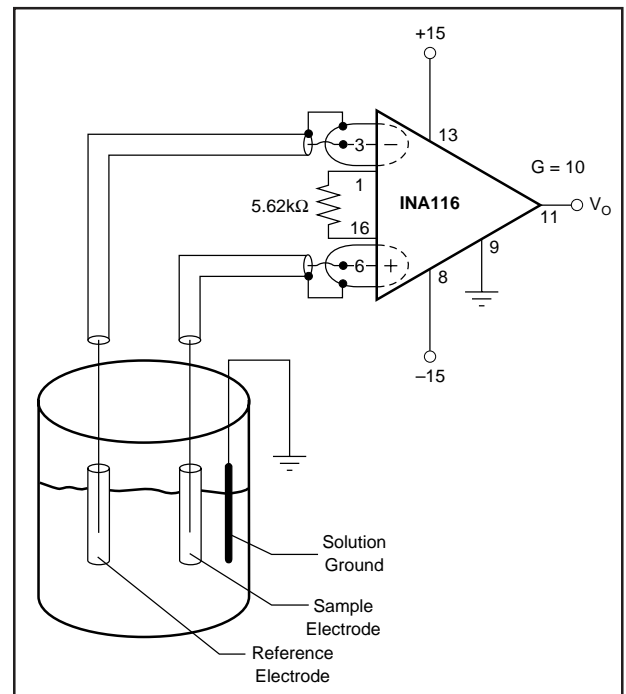 +15
3
−
13
G = 10
1
5.62kΩ
INA116
11
VO
16
9
6
+
8
–15
Solution
Ground
Sample
Electrode
Reference
Electrode